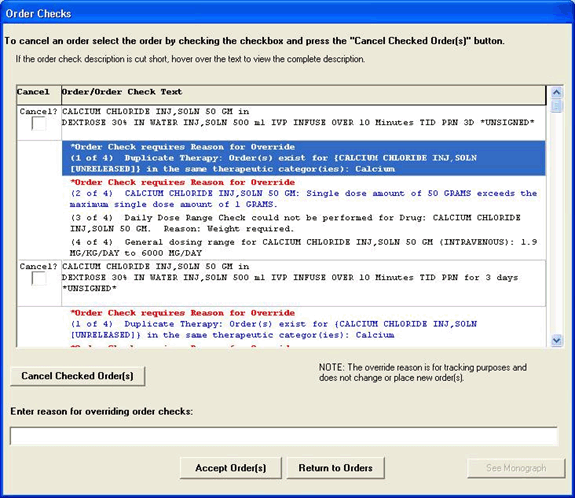 Order Checks
To cancel an order select the order by checking the checkbox and press the "Cancel Checked Order(s)" button.
If the order check description is cut short, hover over the text to view the complete description.
Cancel Order/Order Check Text
Cancel? CALCIUM CHLORIDE INJ,SOLN 50 GM in
DEXTROSE 30% IN WATER INJ,SOLN 500 ml IVP INFUSE OVER 10 Minutes TID PRN 3D *UNSIGNED*
*Order Check requires Reason for Override
(1 of 4) Duplicate Therapy: Order(s) exist for {CALCIUM CHLORIDE INJ,SOLN
[UNRELEASED]} in the same therapeutic categor(ies): Calcium
*Order Check requires Reason for Override
(2 of 4) CALCIUM CHLORIDE INJ,SOLN 50 GM: Single dose amount of 50 GRAMS exceeds the
maximum single dose amount of 1 GRAMS.
(3 of 4) Daily Dose Range Check could not be performed for Drug: CALCIUM CHLORIDE
INJ,SOLN 50 GM. Reason: Weight required.
(4 of 4) General dosing range for CALCIUM CHLORIDE INJ,SOLN 50 GM (INTRAVENOUS): 1.9
MG/KG/DAY to 6000 MG/DAY
Cancel? CALCIUM CHLORIDE INJ,SOLN 50 GM in
DEXTROSE 30% IN WATER INJ,SOLN 500 ml IVP INFUSE OVER 10 Minutes TID PRN for 3 days
*UNSIGNED*
*Order Check requires Reason for Override
(1 of 4) Duplicate Therapy: Order(s) exist for {CALCIUM CHLORIDE INJ,SOLN
[UNRELEASED]} in the same therapeutic categor(ies): Calcium
*Order Check requires Reason for Override
Cancel Checked Order(s)
NOTE: The override reason is for tracking purposes and
does not change or place new order(s).
Enter reason for overriding order checks:
Accept Order(s)
Return to Orders
See Monograph